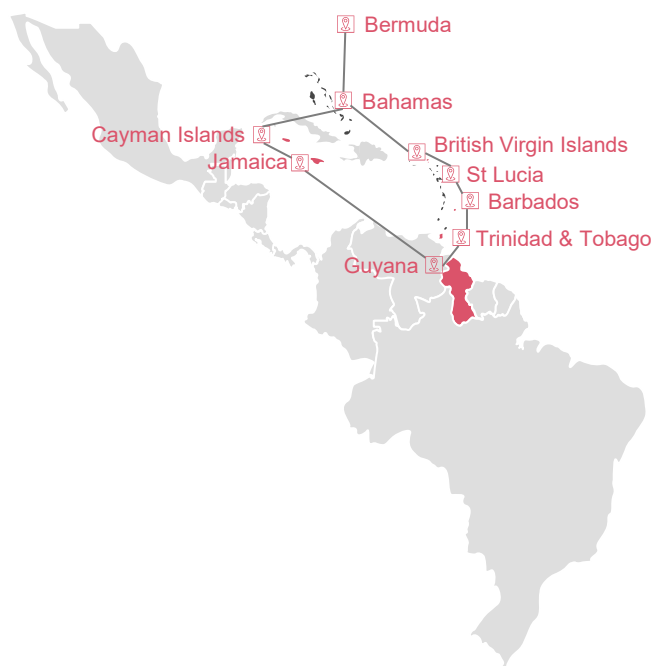 Bermuda
Bahamas
Cayman Islands
British Virgin Islands
Jamaica
St Lucia
Barbados
Trinidad & Tobago
Guyana